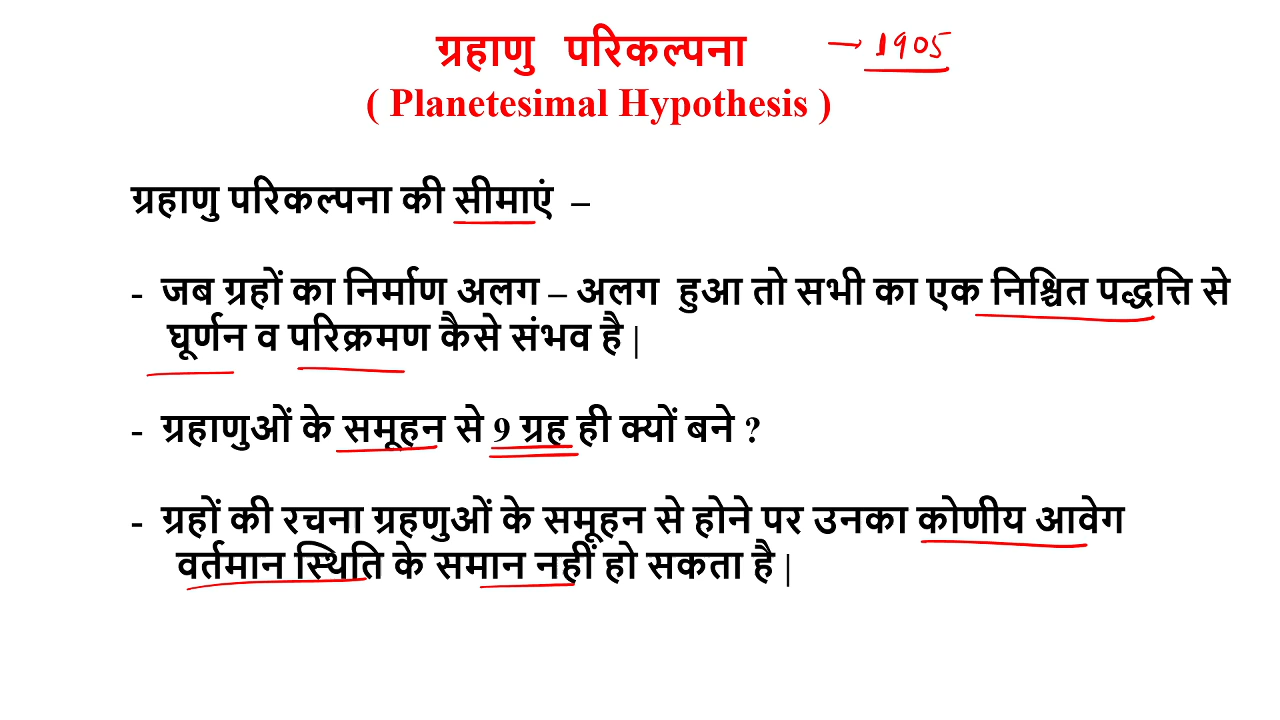 ग्रहाणु परिकल्पना → 1905
( Planetesimal Hypothesis )
ग्रहाणु परिकल्पना की सीमाएं –
- जब ग्रहों का निर्माण अलग – अलग हुआ तो सभी का एक निश्चित पद्धत्ति से
घूर्णन व परिक्रमण कैसे संभव है |
- ग्रहाणुओं के समूहन से 9 ग्रह ही क्यों बने ?
- ग्रहों की रचना ग्रहणुओं के समूहन से होने पर उनका कोणीय आवेग
वर्तमान स्थिति के समान नहीं हो सकता है |